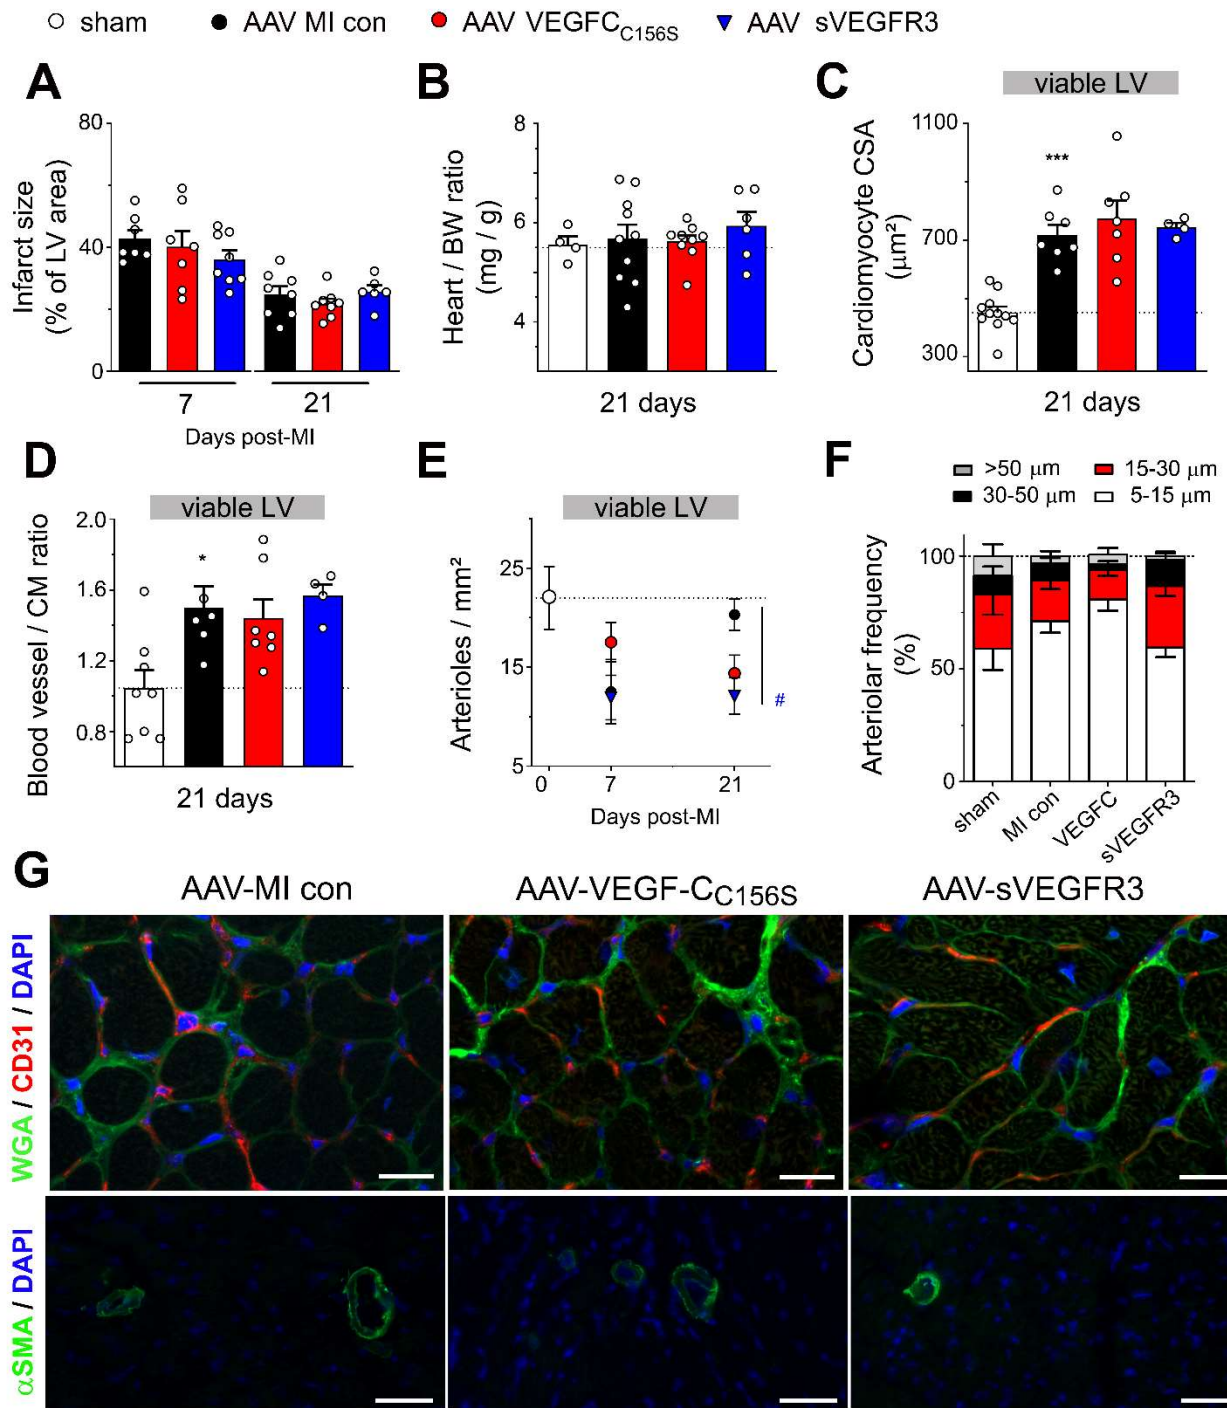 sham AAV MI con AAV VEGFC_C156S AAV sVEGFR3
A
Infarct size
(% of LV area)
80
40
0
7 21
Days post-MI
B
Heart / BW ratio
(mg / g)
8
6
4
21 days
C
viable LV
Cardiomyocyte CSA
(µm²)
1100
700
300
***
21 days
D
viable LV
Blood vessel / CM ratio
2.0
1.6
1.2
0.8
*
21 days
E
viable LV
Arterioles / mm²
25
15
5
#
0 7 21
Days post-MI
F
>50 µm 15-30 µm
30-50 µm 5-15 µm
Arteriolar frequency
(%)
100
50
0
sham MI con VEGFC sVEGFR3
G
AAV-MI con AAV-VEGF-C_C156S AAV-sVEGFR3
WGA / CD31 / DAPI
αSMA / DAPI